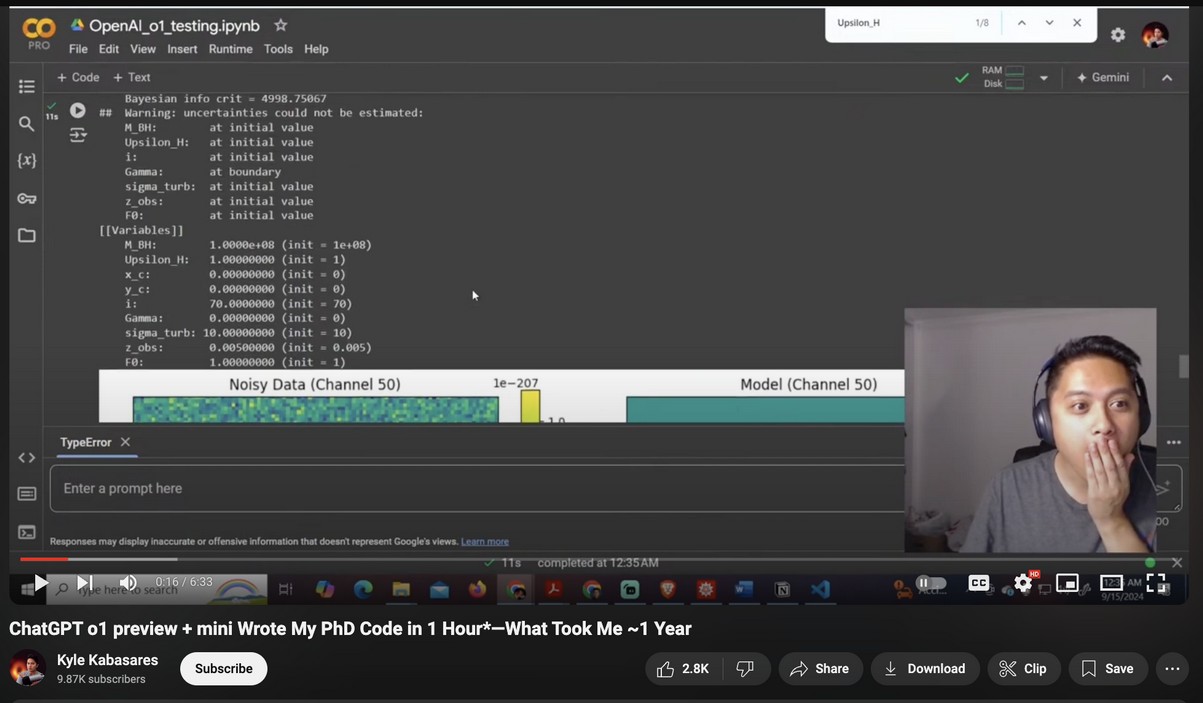 OpenAI_o1_testing.ipynb
Upsilon_H 1/8
PRO
File Edit View Insert Runtime Tools Help
+ Code + Text
RAM
Disk
Gemini
11s
Bayesian info crit = 4998.75067
## Warning: uncertainties could not be estimated:
M_BH: at initial value
Upsilon_H: at initial value
i: at initial value
Gamma: at boundary
sigma_turb: at initial value
z_obs: at initial value
F0: at initial value
[[Variables]]
M_BH: 1.0000e+08 (init = 1e+08)
Upsilon_H: 1.00000000 (init = 1)
x_c: 0.00000000 (init = 0)
y_c: 0.00000000 (init = 0)
i: 70.0000000 (init = 70)
Gamma: 0.00000000 (init = 0)
sigma_turb: 10.00000000 (init = 10)
z_obs: 0.00500000 (init = 0.005)
F0: 1.00000000 (init = 1)
Noisy Data (Channel 50) 1e−207 Model (Channel 50)
1.0
TypeError
Enter a prompt here
Responses may display inaccurate or offensive information that doesn't represent Google's views. Learn more
11s completed at 12:35 AM
Type here to search
0:16 / 6:33
CC
HD
AM
9/15/2024
ChatGPT o1 preview + mini Wrote My PhD Code in 1 Hour*—What Took Me ~1 Year
Kyle Kabasares
9.87K subscribers
Subscribe
2.8K
Share
Download
Clip
Save